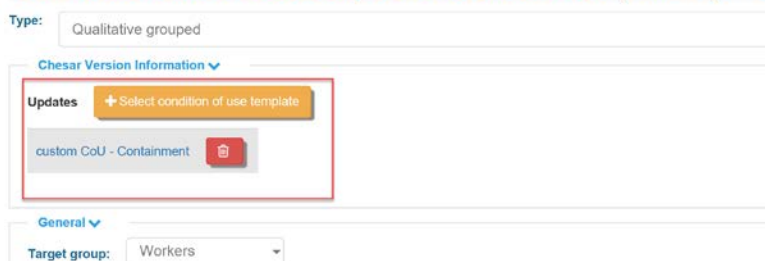 Type:
Qualitative grouped
Chesar Version Information
Updates
+ Select condition of use template
custom CoU - Containment
General
Target group:
Workers